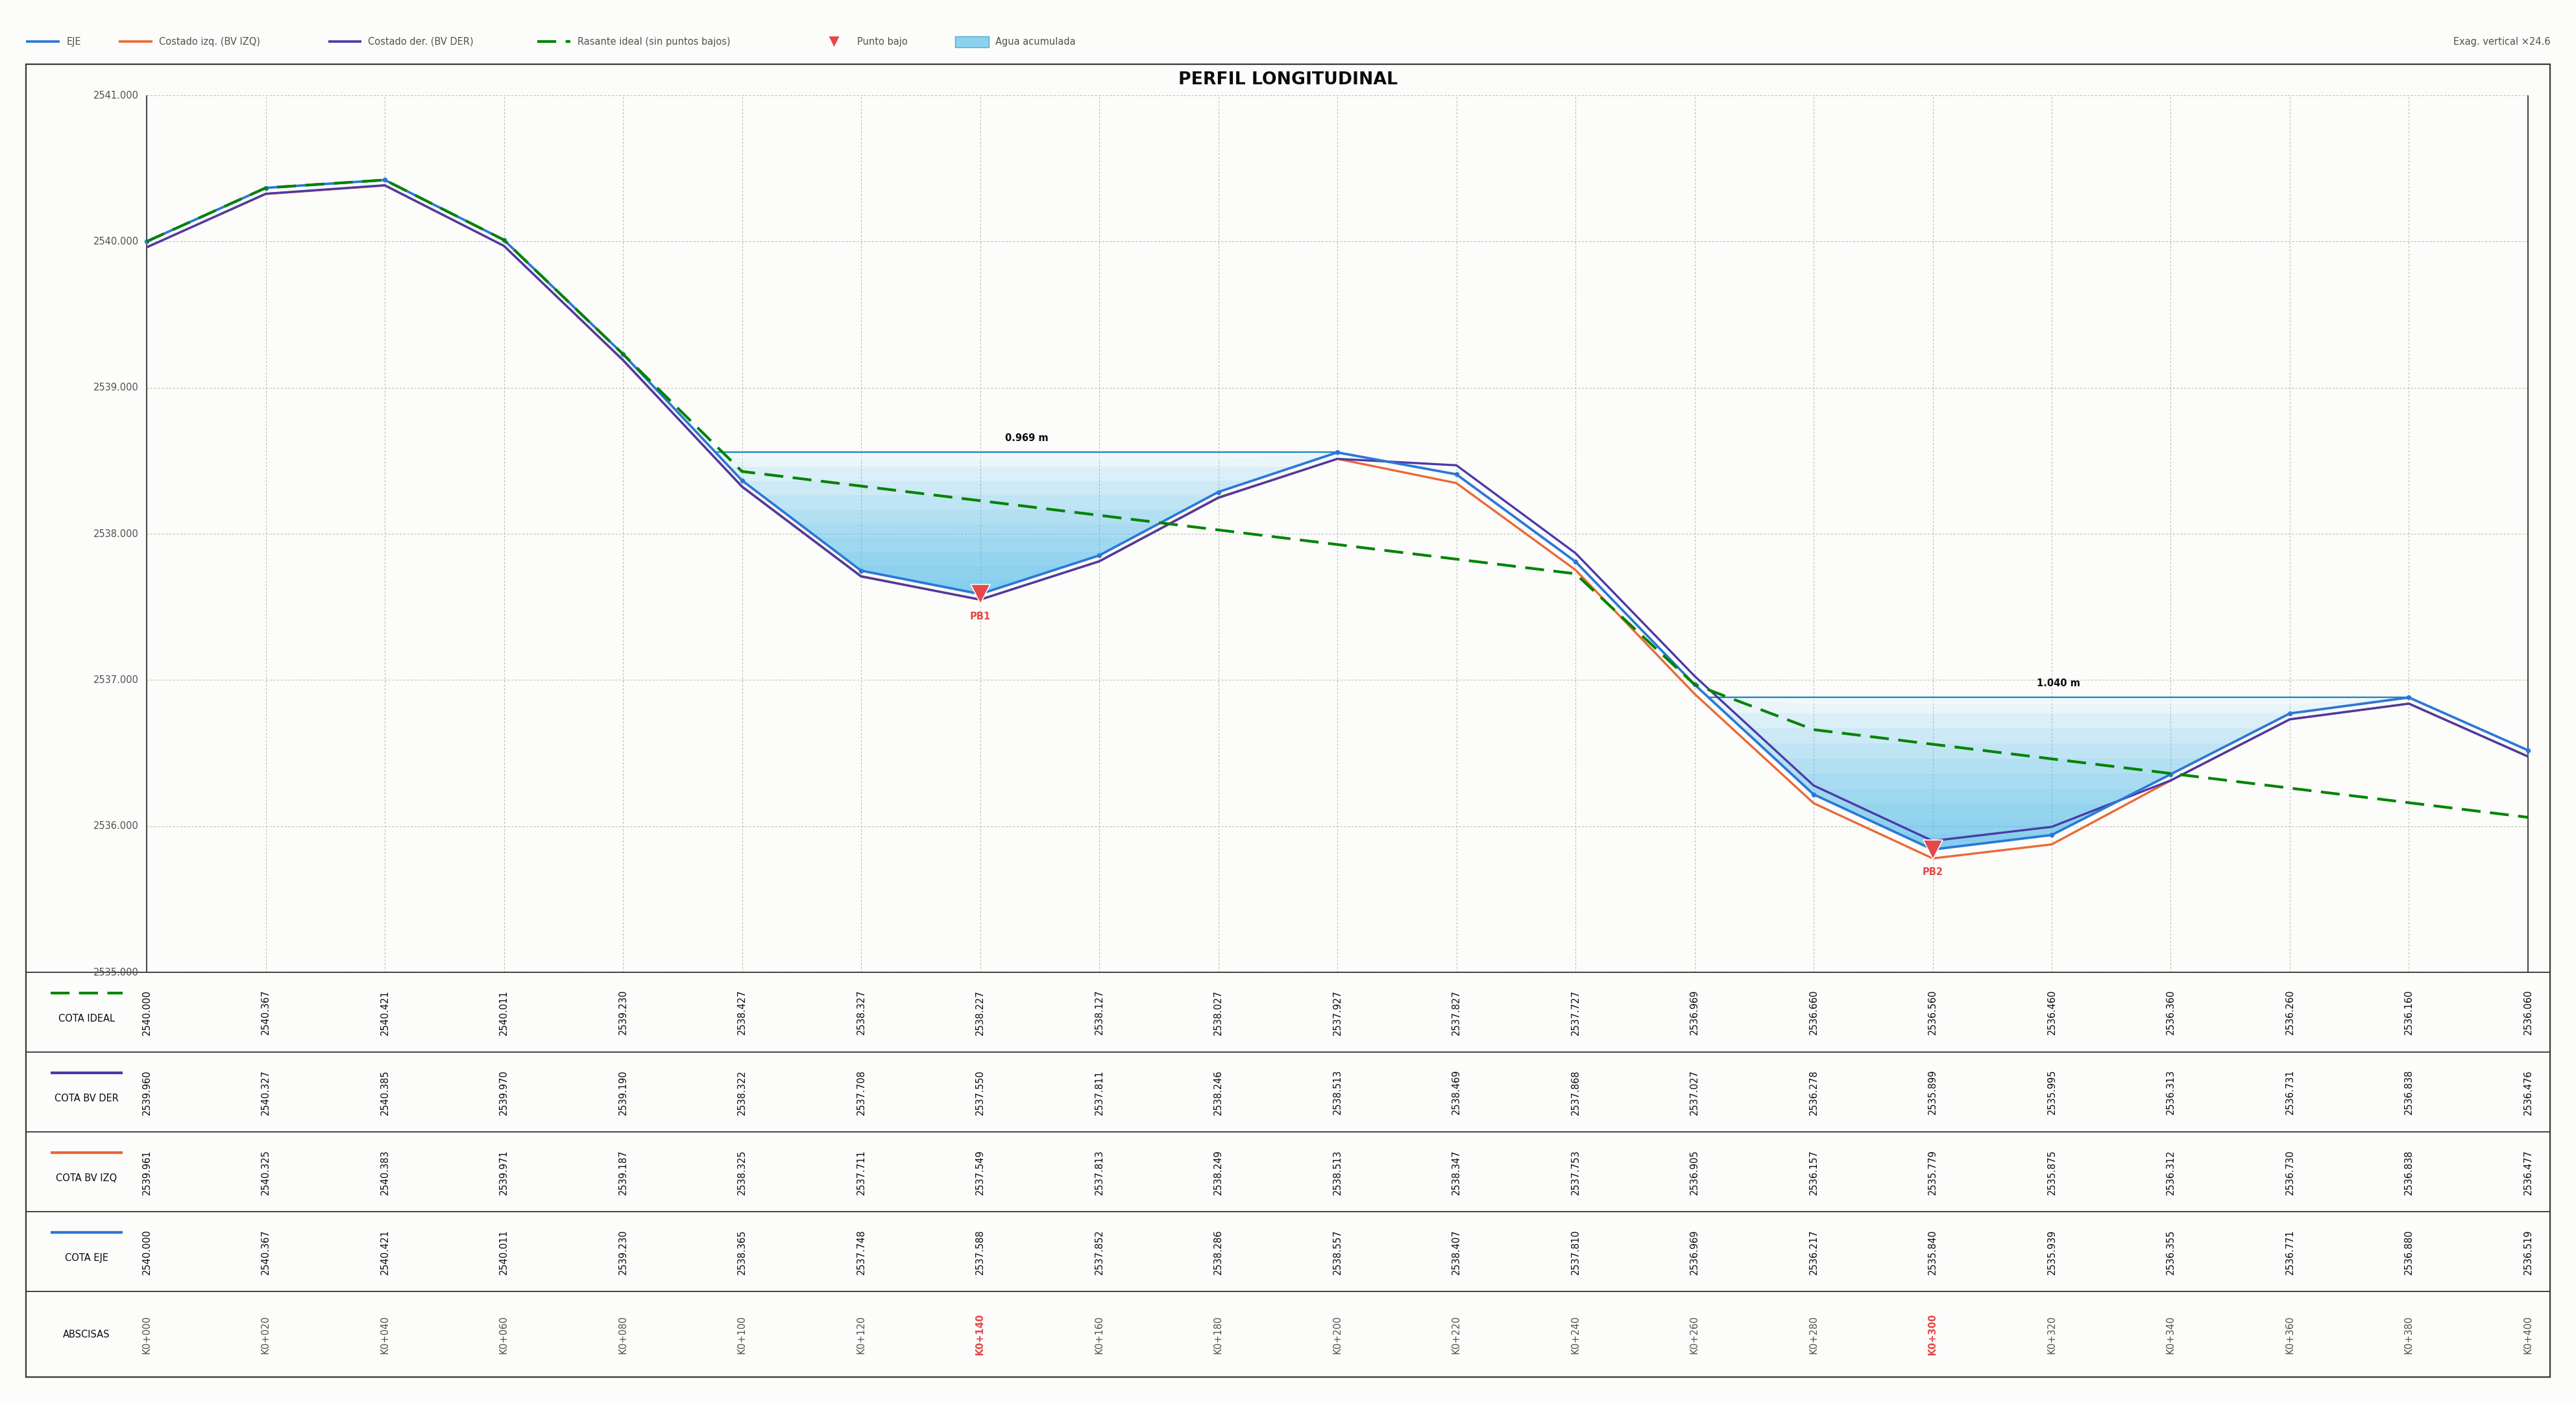 EJE Costado izq. (BV IZQ) Costado der. (BV DER) Rasante ideal (sin puntos bajos) Punto bajo Agua acumulada Exag. vertical ×24.6
PERFIL LONGITUDINAL
2541.000
2540.000
2539.000
0.969 m
2538.000
PB1
2537.000
1.040 m
2536.000
PB2
2535.000
COTA IDEAL 2540.000 2540.367 2540.421 2540.011 2539.230 2538.427 2538.327 2538.227 2538.127 2538.027 2537.927 2537.827 2537.727 2536.969 2536.660 2536.560 2536.460 2536.360 2536.260 2536.160 2536.060
COTA BV DER 2539.960 2540.327 2540.385 2539.970 2539.190 2538.322 2537.708 2537.550 2537.811 2538.246 2538.513 2538.469 2537.868 2537.027 2536.278 2535.899 2535.995 2536.313 2536.731 2536.838 2536.476
COTA BV IZQ 2539.961 2540.325 2540.383 2539.971 2539.187 2538.325 2537.711 2537.549 2537.813 2538.249 2538.513 2538.347 2537.753 2536.905 2536.157 2535.779 2535.875 2536.312 2536.730 2536.838 2536.477
COTA EJE 2540.000 2540.367 2540.421 2540.011 2539.230 2538.365 2537.748 2537.588 2537.852 2538.286 2538.557 2538.407 2537.810 2536.969 2536.217 2535.840 2535.939 2536.355 2536.771 2536.880 2536.519
ABSCISAS K0+000 K0+020 K0+040 K0+060 K0+080 K0+100 K0+120 K0+140 K0+160 K0+180 K0+200 K0+220 K0+240 K0+260 K0+280 K0+300 K0+320 K0+340 K0+360 K0+380 K0+400